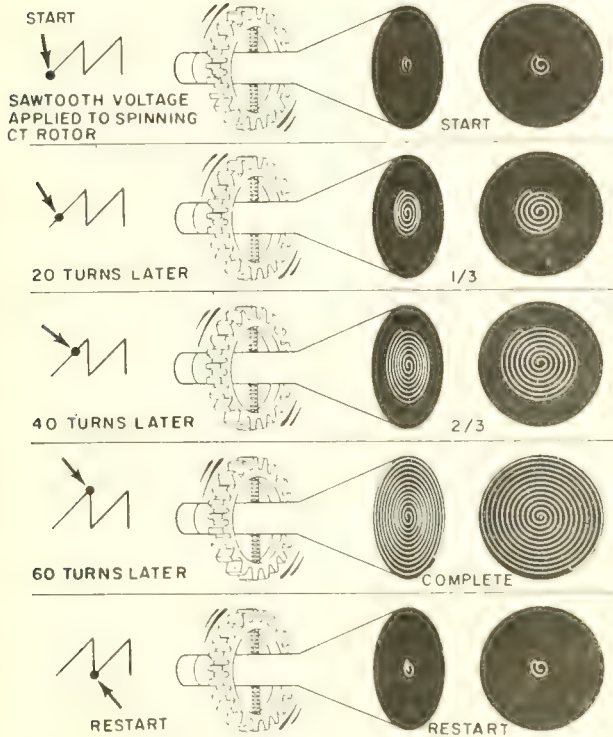 START
SAWTOOTH VOLTAGE
APPLIED TO SPINNING
CT ROTOR
START
20 TURNS LATER
1/3
40 TURNS LATER
2/3
60 TURNS LATER
COMPLETE
RESTART
RESTART